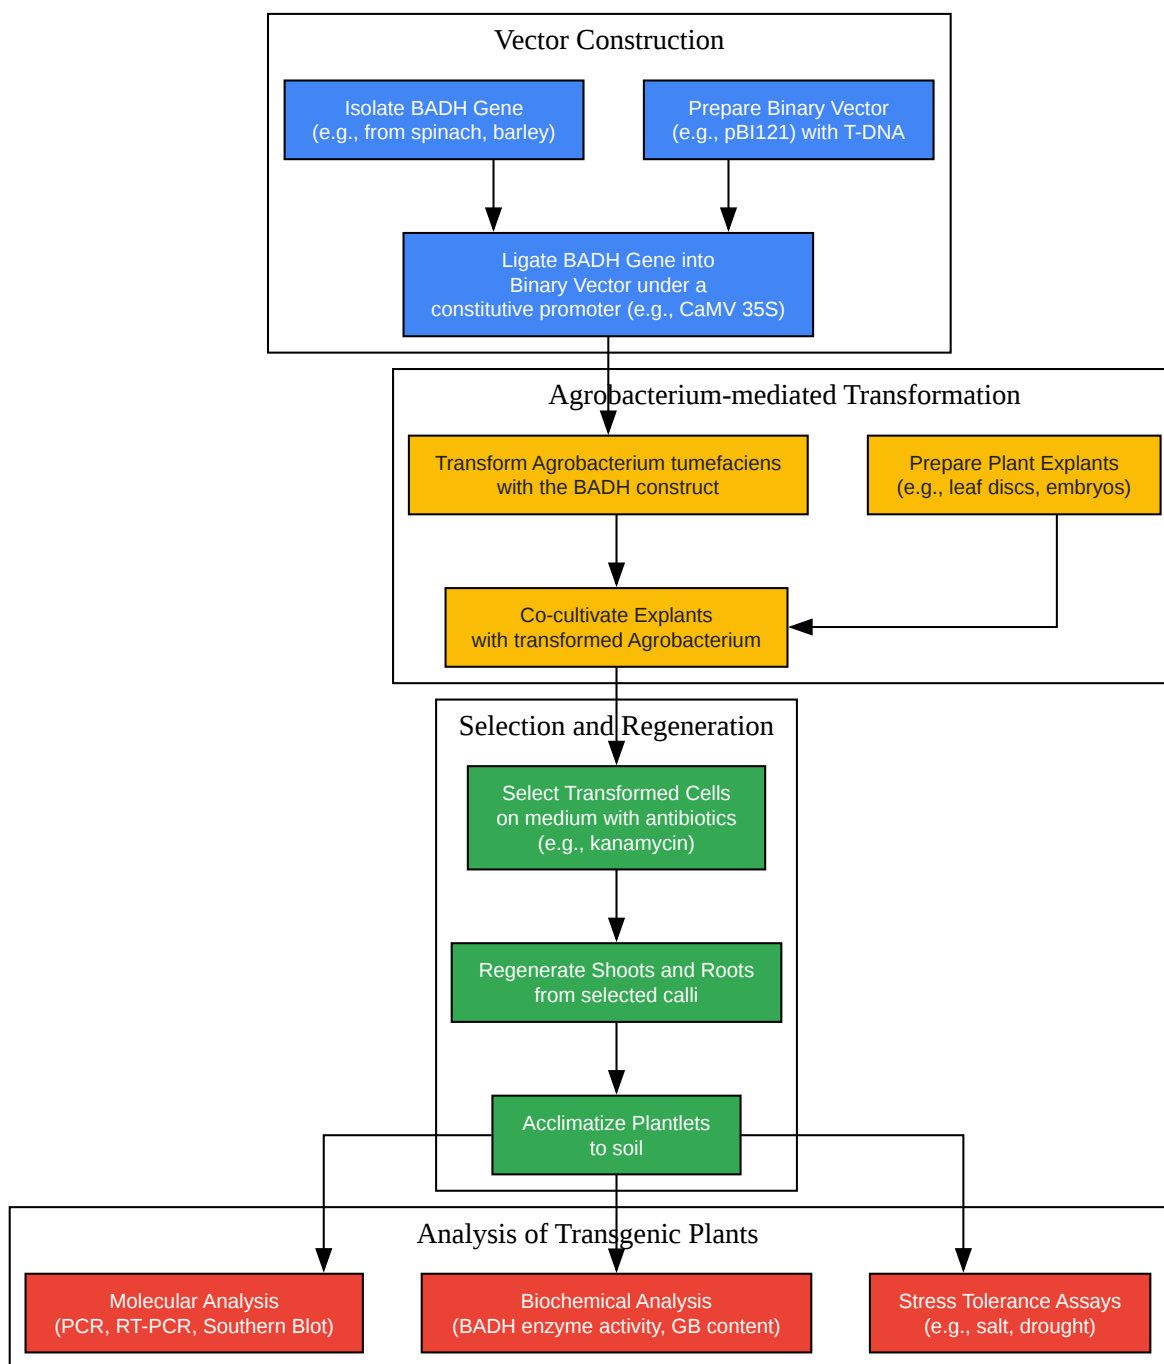 Vector Construction
Isolate BADH Gene
(e.g., from spinach, barley)
Prepare Binary Vector
(e.g., pBI121) with T-DNA
Ligate BADH Gene into
Binary Vector under a
constitutive promoter (e.g., CaMV 35S)
Agrobacterium-mediated Transformation
Transform Agrobacterium tumefaciens
with the BADH construct
Prepare Plant Explants
(e.g., leaf discs, embryos)
Co-cultivate Explants
with transformed Agrobacterium
Selection and Regeneration
Select Transformed Cells
on medium with antibiotics
(e.g., kanamycin)
Regenerate Shoots and Roots
from selected calli
Acclimatize Plantlets
to soil
Analysis of Transgenic Plants
Molecular Analysis
(PCR, RT-PCR, Southern Blot)
Biochemical Analysis
(BADH enzyme activity, GB content)
Stress Tolerance Assays
(e.g., salt, drought)